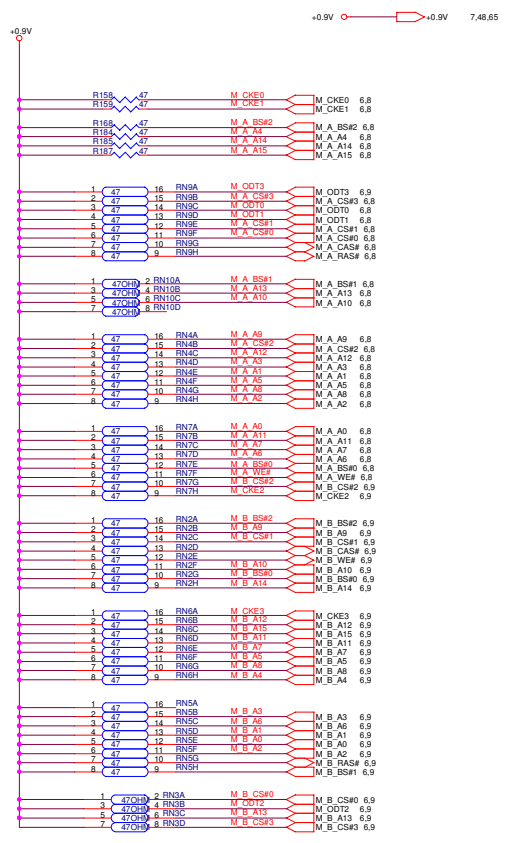 +0.9V +0.9V 7,48,65
+0.9V
R158 47 M_CKE0 M_CKE0 6,8
R159 47 M_CKE1 M_CKE1 6,8
R168 47 M_A_BS#2 M_A_BS#2 6,8
R184 47 M_A_A4 M_A_A4 6,8
R185 47 M_A_A14 M_A_A14 6,8
R187 47 M_A_A15 M_A_A15 6,8
1 47 16 RN9A M_ODT3 M_ODT3 6,9
2 47 15 RN9B M_A_CS#3 M_A_CS#3 6,8
3 47 14 RN9C M_ODT0 M_ODT0 6,8
4 47 13 RN9D M_ODT1 M_ODT1 6,8
5 47 12 RN9E M_A_CS#1 M_A_CS#1 6,8
6 47 11 RN9F M_A_CS#0 M_A_CS#0 6,8
7 47 10 RN9G M_A_CAS# 6,8
8 47 9 RN9H M_A_RAS# 6,8
1 47OHM 2 RN10A M_A_BS#1 M_A_BS#1 6,8
3 47OHM 4 RN10B M_A_A13 M_A_A13 6,8
5 47OHM 6 RN10C M_A_A10 M_A_A10 6,8
7 47OHM 8 RN10D
1 47 16 RN4A M_A_A9 M_A_A9 6,8
2 47 15 RN4B M_A_CS#2 M_A_CS#2 6,8
3 47 14 RN4C M_A_A12 M_A_A12 6,8
4 47 13 RN4D M_A_A3 M_A_A3 6,8
5 47 12 RN4E M_A_A1 M_A_A1 6,8
6 47 11 RN4F M_A_A5 M_A_A5 6,8
7 47 10 RN4G M_A_A8 M_A_A8 6,8
8 47 9 RN4H M_A_A2 M_A_A2 6,8
1 47 16 RN7A M_A_A0 M_A_A0 6,8
2 47 15 RN7B M_A_A11 M_A_A11 6,8
3 47 14 RN7C M_A_A7 M_A_A7 6,8
4 47 13 RN7D M_A_A6 M_A_A6 6,8
5 47 12 RN7E M_A_BS#0 M_A_BS#0 6,8
6 47 11 RN7F M_A_WE# M_A_WE# 6,8
7 47 10 RN7G M_B_CS#2 M_B_CS#2 6,9
8 47 9 RN7H M_CKE2 M_CKE2 6,9
1 47 16 RN2A M_B_BS#2 M_B_BS#2 6,9
2 47 15 RN2B M_B_A9 M_B_A9 6,9
3 47 14 RN2C M_B_CS#1 M_B_CS#1 6,9
4 47 13 RN2D M_B_CAS# 6,9
5 47 12 RN2E M_B_WE# 6,9
6 47 11 RN2F M_B_A10 M_B_A10 6,9
7 47 10 RN2G M_B_BS#0 M_B_BS#0 6,9
8 47 9 RN2H M_B_A14 M_B_A14 6,9
1 47 16 RN6A M_CKE3 M_CKE3 6,9
2 47 15 RN6B M_B_A12 M_B_A12 6,9
3 47 14 RN6C M_B_A15 M_B_A15 6,9
4 47 13 RN6D M_B_A11 M_B_A11 6,9
5 47 12 RN6E M_B_A7 M_B_A7 6,9
6 47 11 RN6F M_B_A5 M_B_A5 6,9
7 47 10 RN6G M_B_A8 M_B_A8 6,9
8 47 9 RN6H M_B_A4 M_B_A4 6,9
1 47 16 RN5A
2 47 15 RN5B M_B_A3 M_B_A3 6,9
3 47 14 RN5C M_B_A6 M_B_A6 6,9
4 47 13 RN5D M_B_A1 M_B_A1 6,9
5 47 12 RN5E M_B_A0 M_B_A0 6,9
6 47 11 RN5F M_B_A2 M_B_A2 6,9
7 47 10 RN5G M_B_RAS# 6,9
8 47 9 RN5H M_B_BS#1 6,9
1 47OHM 2 RN3A M_B_CS#0 M_B_CS#0 6,9
3 47OHM 4 RN3B M_ODT2 M_ODT2 6,9
5 47OHM 6 RN3C M_B_A13 M_B_A13 6,9
7 47OHM 8 RN3D M_B_CS#3 M_B_CS#3 6,9